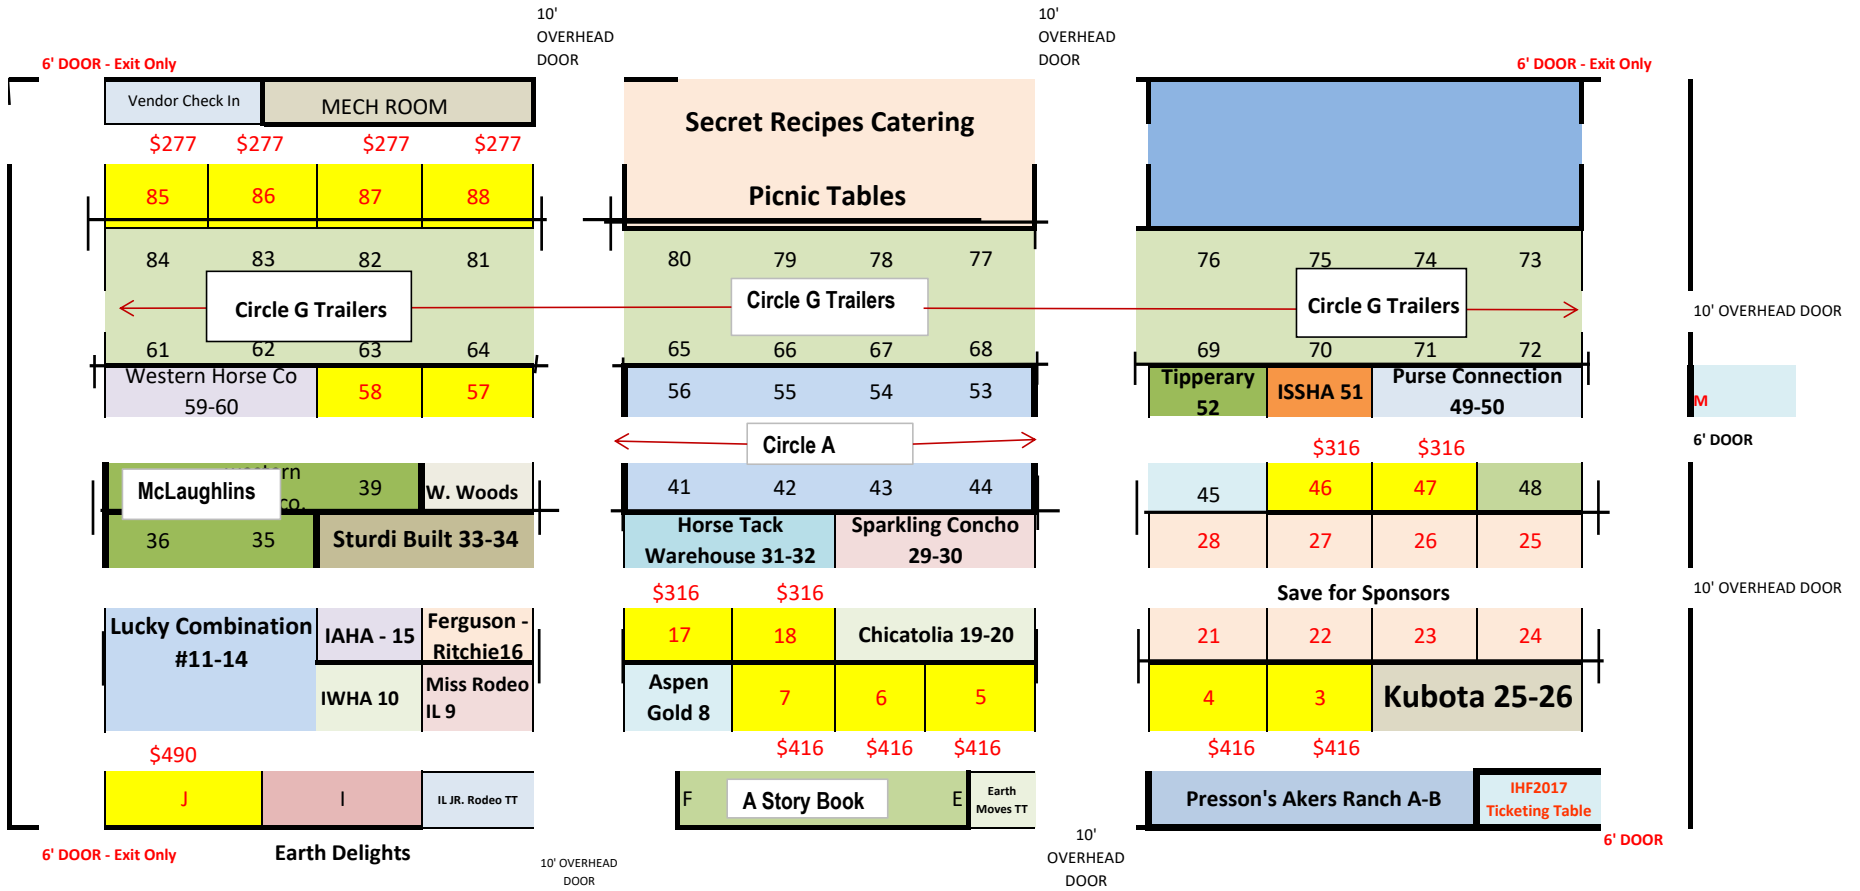 10'
OVERHEAD
DOOR
10'
OVERHEAD
DOOR
6' DOOR - Exit Only
6' DOOR - Exit Only
Vendor Check In
MECH ROOM
Secret Recipes Catering
$277 $277 $277 $277
Picnic Tables
85 86 87 88
84 83 82 81
80 79 78 77
76 75 74 73
Circle G Trailers
Circle G Trailers
Circle G Trailers
10' OVERHEAD DOOR
61 62 63 64
65 66 67 68
69 70 71 72
Western Horse Co
59-60
58 57
56 55 54 53
Tipperary
52
ISSHA 51
Purse Connection
49-50
M
6' DOOR
Circle A
$316 $316
McLaughlins
39
W. Woods
41 42 43 44
45 46 47 48
co.
36 35
Sturdi Built 33-34
Horse Tack
Warehouse 31-32
Sparkling Concho
29-30
28 27 26 25
$316 $316
Save for Sponsors
10' OVERHEAD DOOR
Lucky Combination
#11-14
IAHA - 15
Ferguson -
Ritchie16
17 18
Chicatolia 19-20
21 22 23 24
IWHA 10
Miss Rodeo
IL 9
Aspen
Gold 8
7 6 5
4 3
Kubota 25-26
$490
$416 $416 $416
$416 $416
J
I
IL JR. Rodeo TT
F
A Story Book
E
Earth
Moves TT
Presson's Akers Ranch A-B
IHF2017
Ticketing Table
6' DOOR - Exit Only
Earth Delights
10' OVERHEAD
DOOR
10'
OVERHEAD
DOOR
6' DOOR